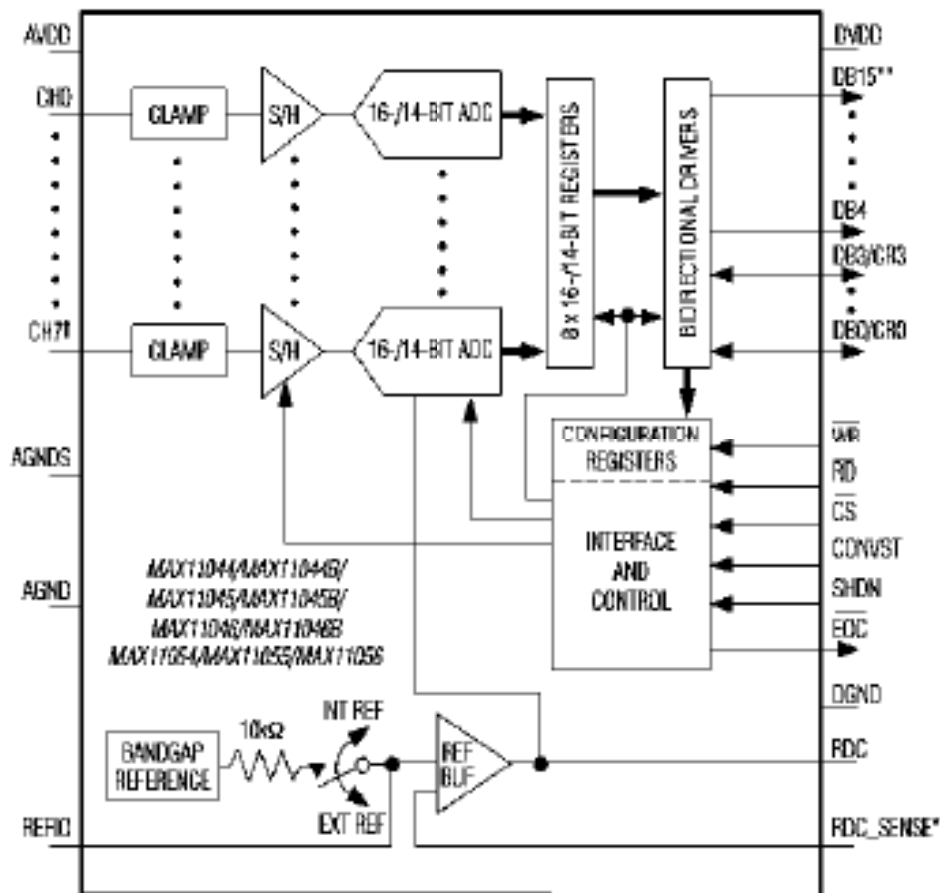 AVDD
DVDD
CH0
CLAMP
S/H
16-/14-BIT ADC
8 x 16-/14-BIT REGISTERS
BIDIRECTIONAL DRIVERS
DB15**
DB4
DB3/CR3
DB0/CR0
CH7†
CLAMP
S/H
16-/14-BIT ADC
CONFIGURATION
REGISTERS
WR
RD
CS
CONVST
SHDN
EOC
INTERFACE
AND
CONTROL
AGNDS
AGND
MAX11044/MAX11044B/
MAX11045/MAX11045B/
MAX11046/MAX11046B
MAX11054/MAX11055/MAX11056
DGND
INT REF
10kΩ
BANDGAP
REFERENCE
EXT REF
REF
BUF
RDC
REFIO
RDC_SENSE*